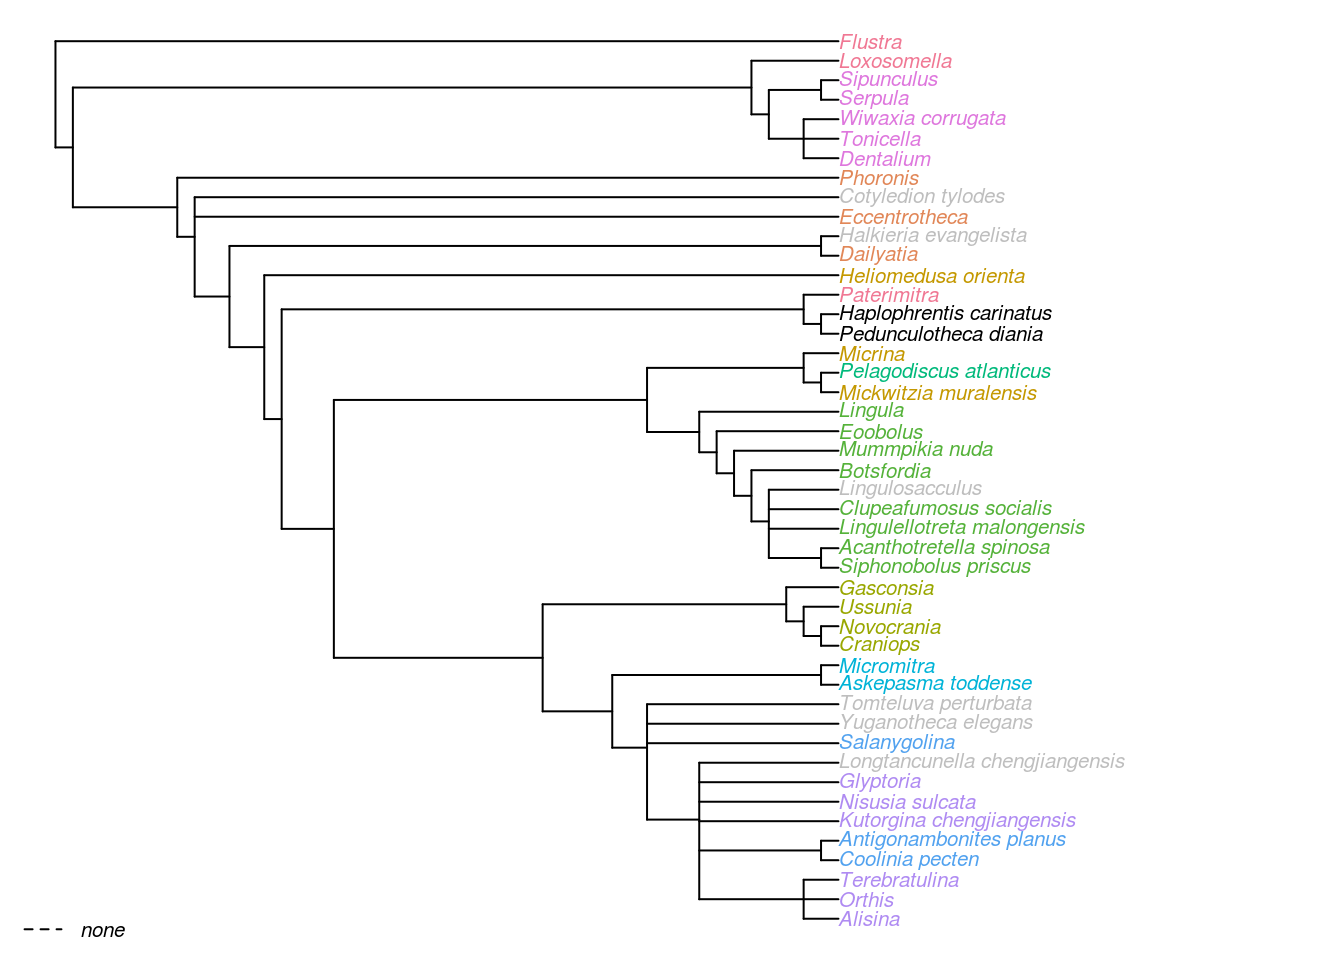 Flustra
Loxosomella
Sipunculus
Serpula
Wiwaxia corrugata
Tonicella
Dentalium
Phoronis
Cotyledion tylodes
Eccentrotheca
Halkieria evangelista
Dailyatia
Heliomedusa orienta
Paterimitra
Haplophrentis carinatus
Pedunculotheca diania
Micrina
Pelagodiscus atlanticus
Mickwitzia muralensis
Lingula
Eoobolus
Mummpikia nuda
Botsfordia
Lingulosacculus
Clupeafumosus socialis
Lingulellotreta malongensis
Acanthotretella spinosa
Siphonobolus priscus
Gasconsia
Ussunia
Novocrania
Craniops
Micromitra
Askepasma toddense
Tomteluva perturbata
Yuganotheca elegans
Salanygolina
Longtancunella chengjiangensis
Glyptoria
Nisusia sulcata
Kutorgina chengjiangensis
Antigonambonites planus
Coolinia pecten
Terebratulina
Orthis
Alisina
none